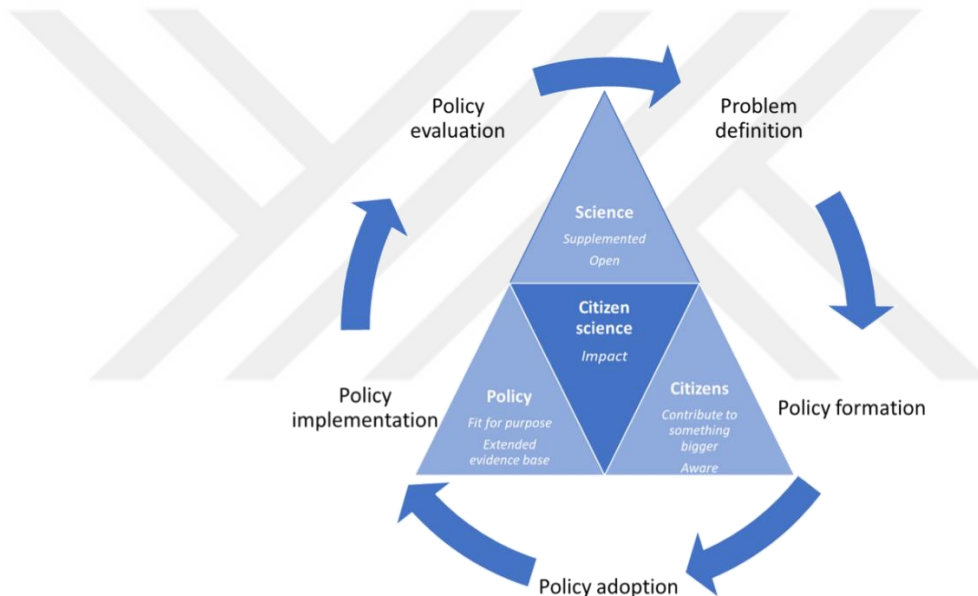 Policy
evaluation
Problem
definition
Science
Supplemented
Open
Citizen
science
Impact
Policy
implementation
Policy
Fit for purpose
Extended
evidence base
Citizens
Contribute to
something
bigger
Aware
Policy formation
Policy adoption